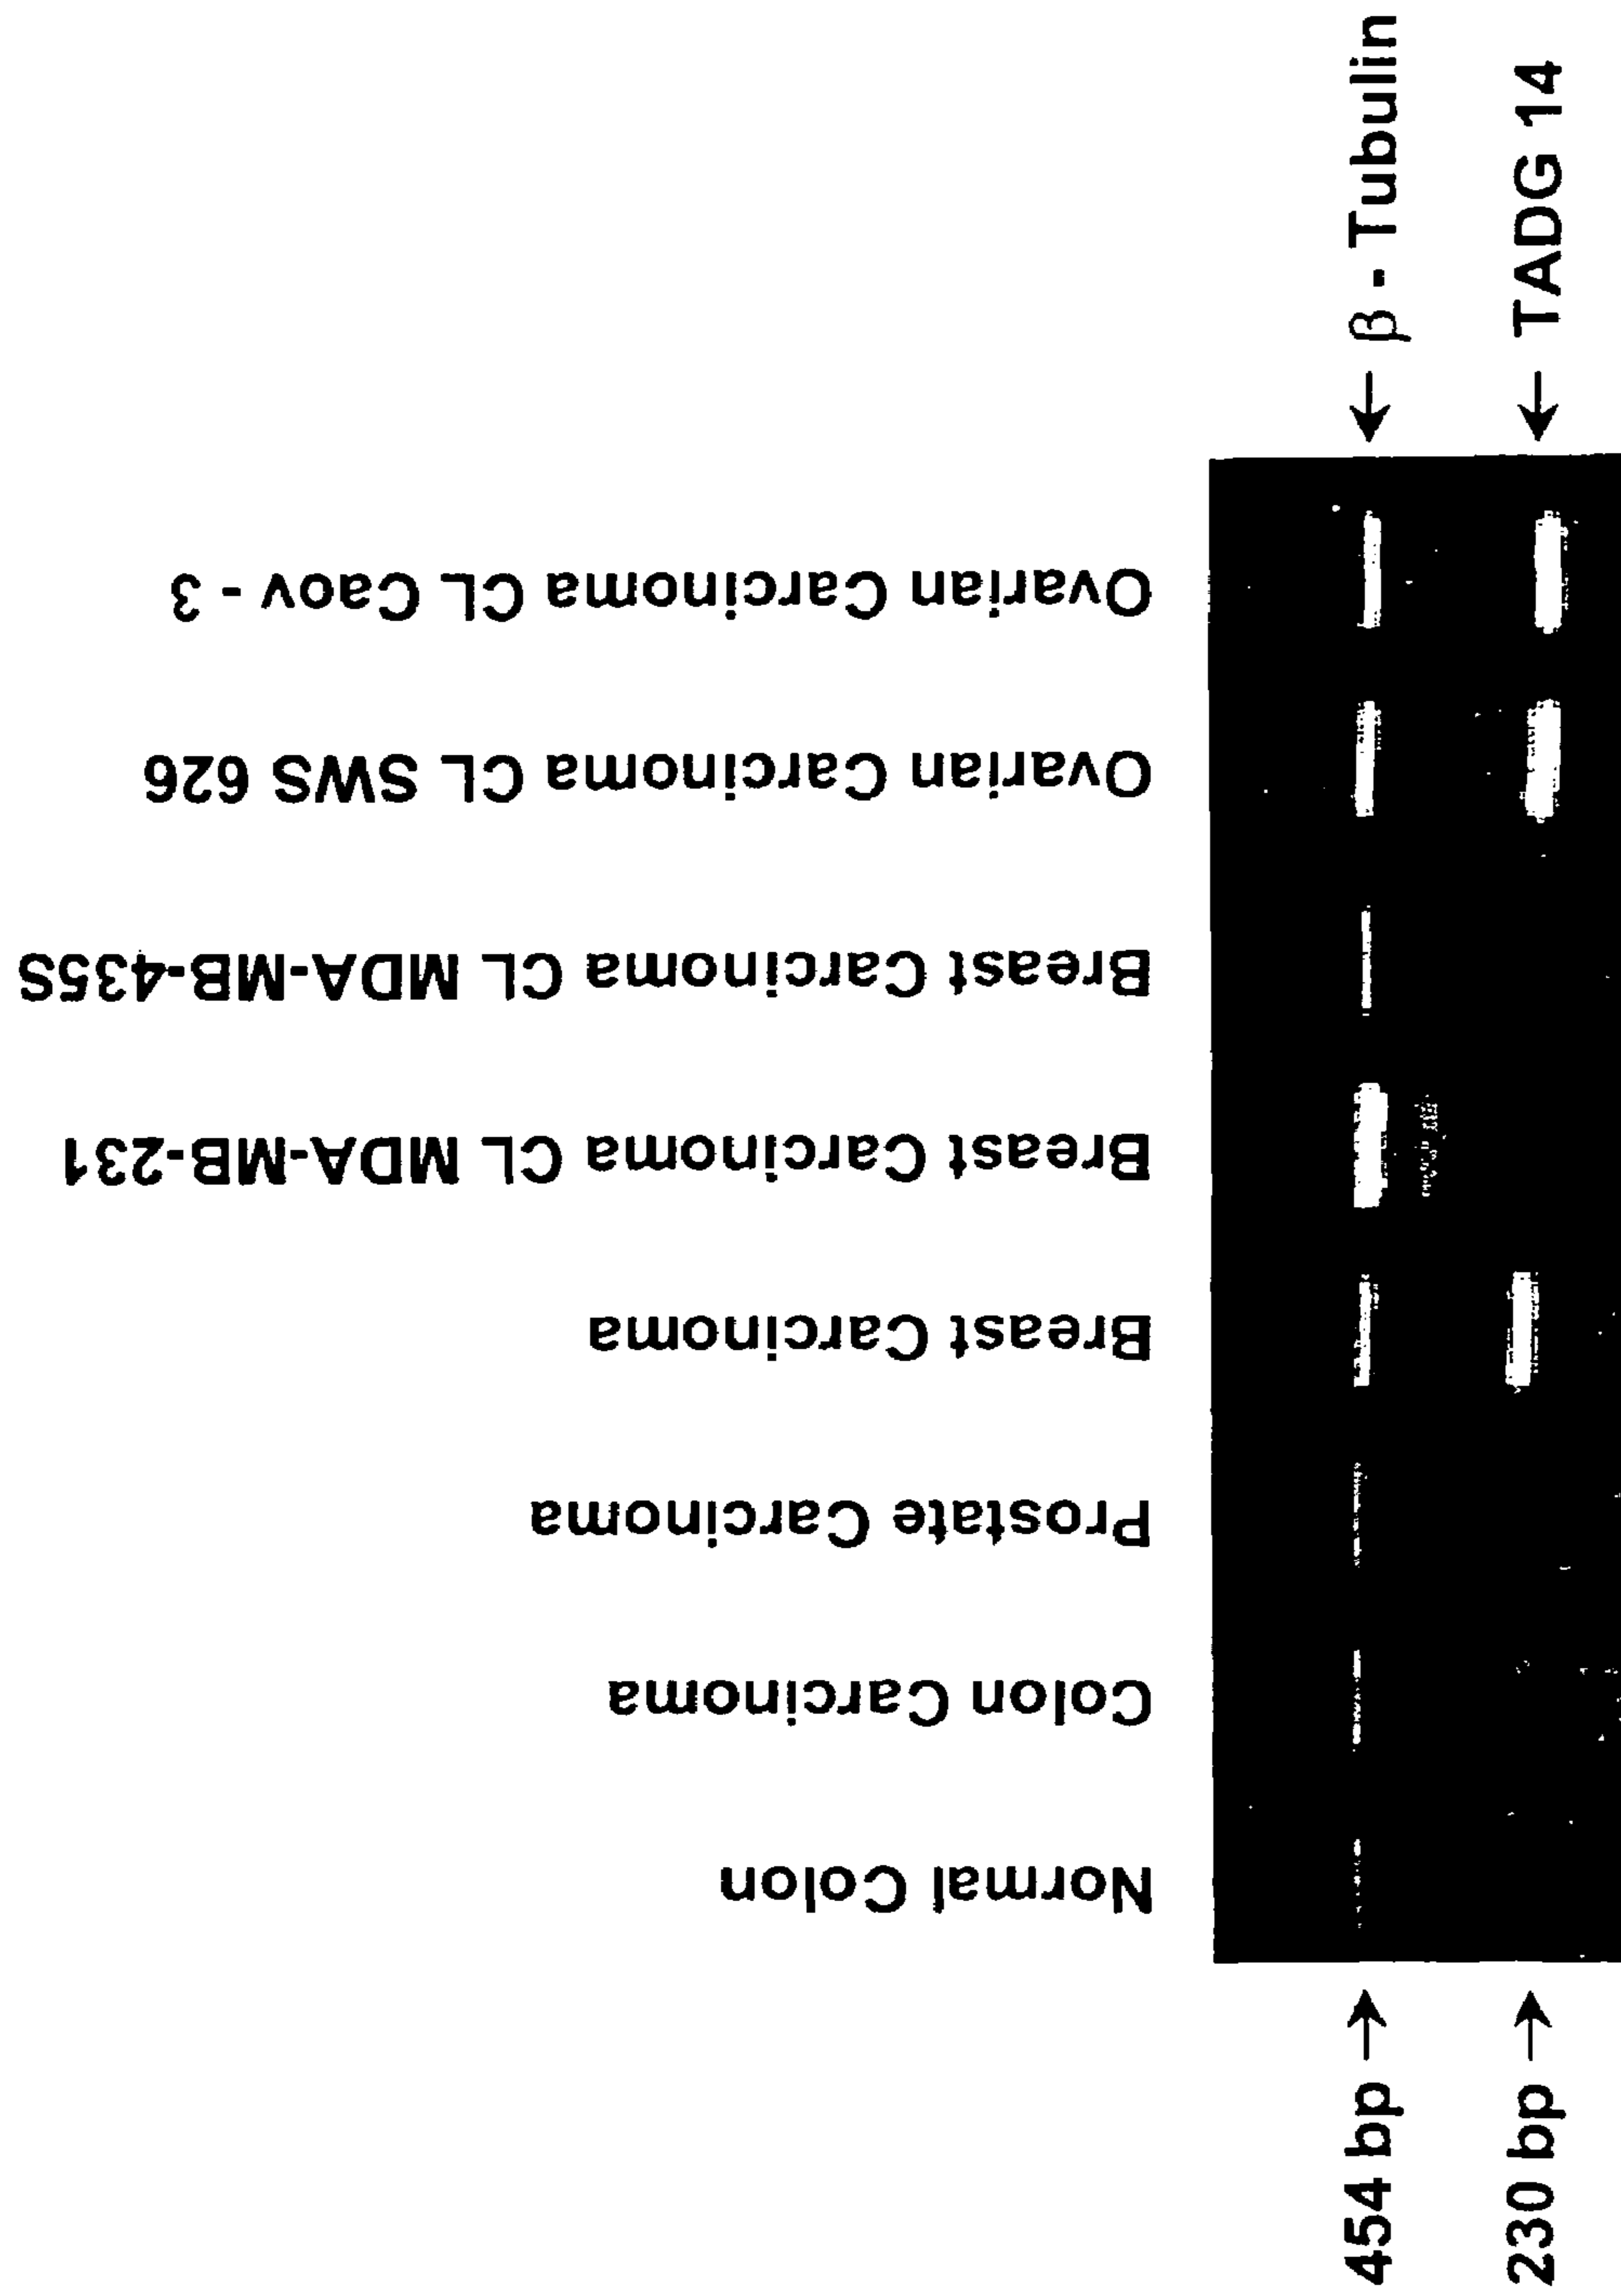 Normal Colon
Colon Carcinoma
Prostate Carcinoma
Breast Carcinoma
Breast Carcinoma CL MDA-MB-231
Breast Carcinoma CL MDA-MB-435S
Ovarian Carcinoma CL SWS 626
Ovarian Carcinoma CL Caov - 3
454 bp → ← β - Tubulin
230 bp → ← TADG 14